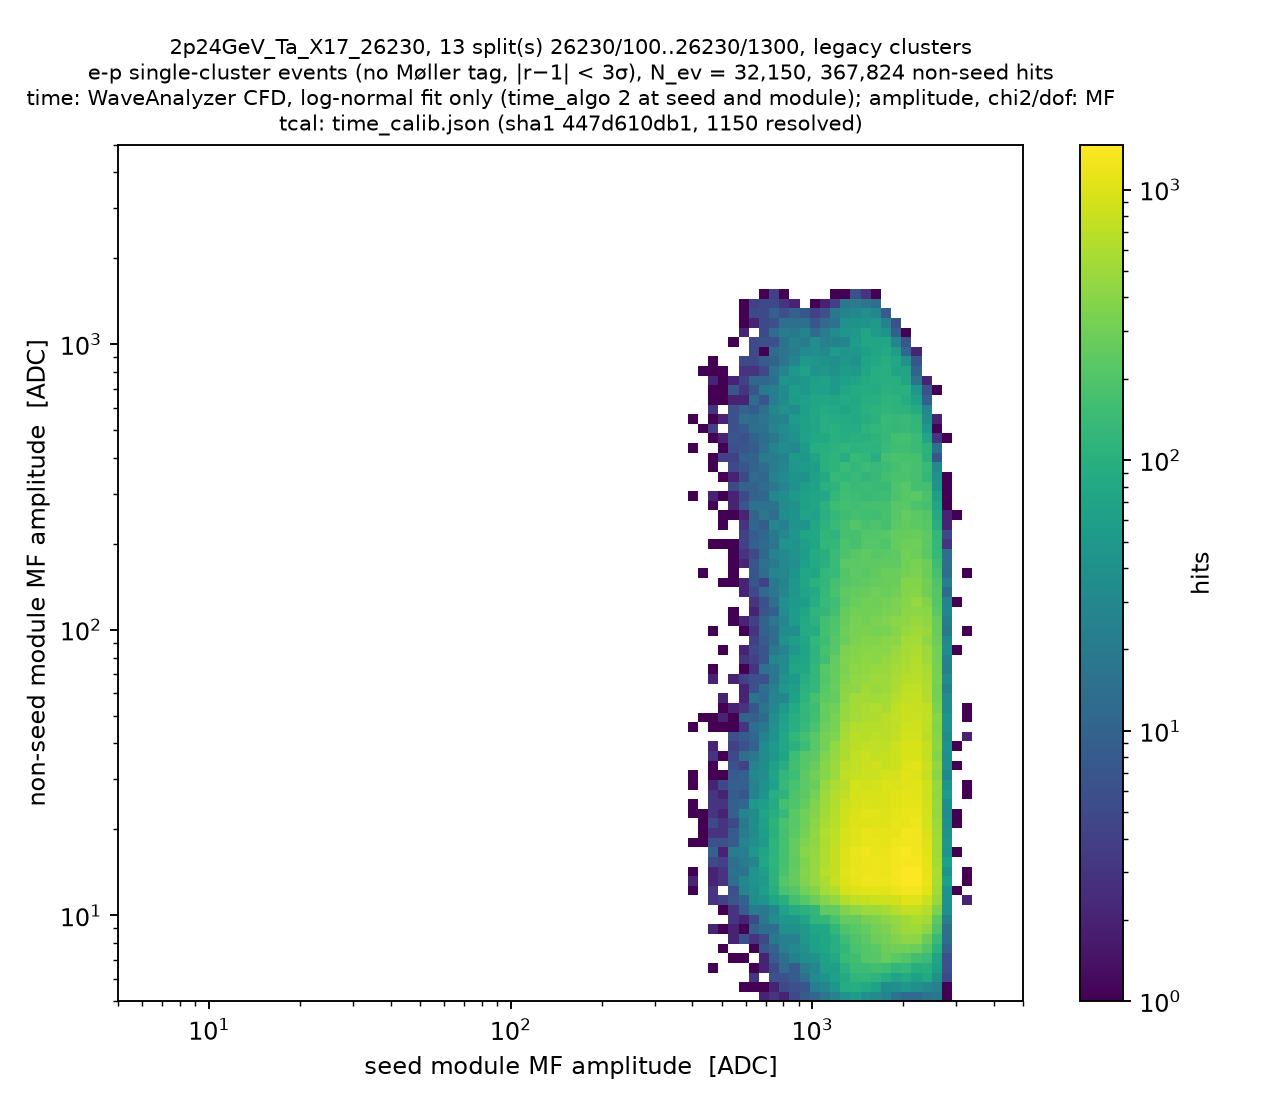 2p24GeV_Ta_X17_26230, 13 split(s) 26230/100..26230/1300, legacy clusters
e-p single-cluster events (no Møller tag, |r−1| < 3σ), N_ev = 32,150, 367,824 non-seed hits
time: WaveAnalyzer CFD, log-normal fit only (time_algo 2 at seed and module); amplitude, chi2/dof: MF
tcal: time_calib.json (sha1 447d610db1, 1150 resolved)
non-seed module MF amplitude [ADC]
10³
10²
10¹
10¹ 10² 10³
seed module MF amplitude [ADC]
10³
10²
10¹
10⁰
hits